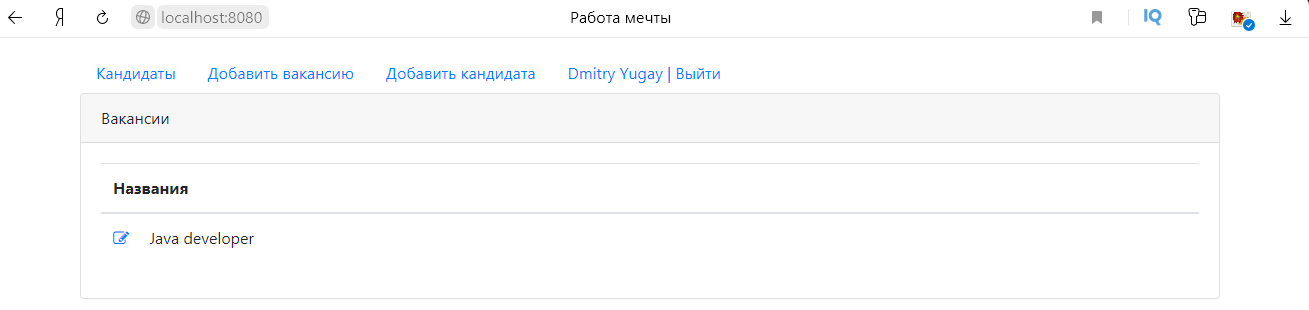 Я localhost:8080 Работа мечты IQ
Кандидаты Добавить вакансию Добавить кандидата Dmitry Yugay | Выйти
Вакансии
Названия
Java developer